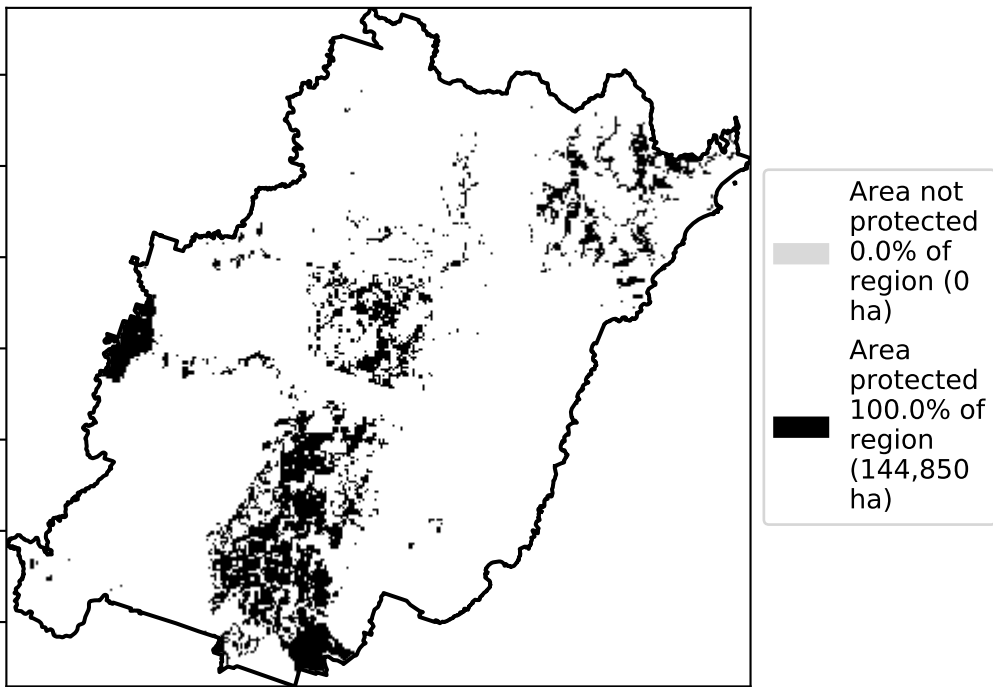 Area not
protected
0.0% of
region (0
ha)
Area
protected
100.0% of
region
(144,850
ha)